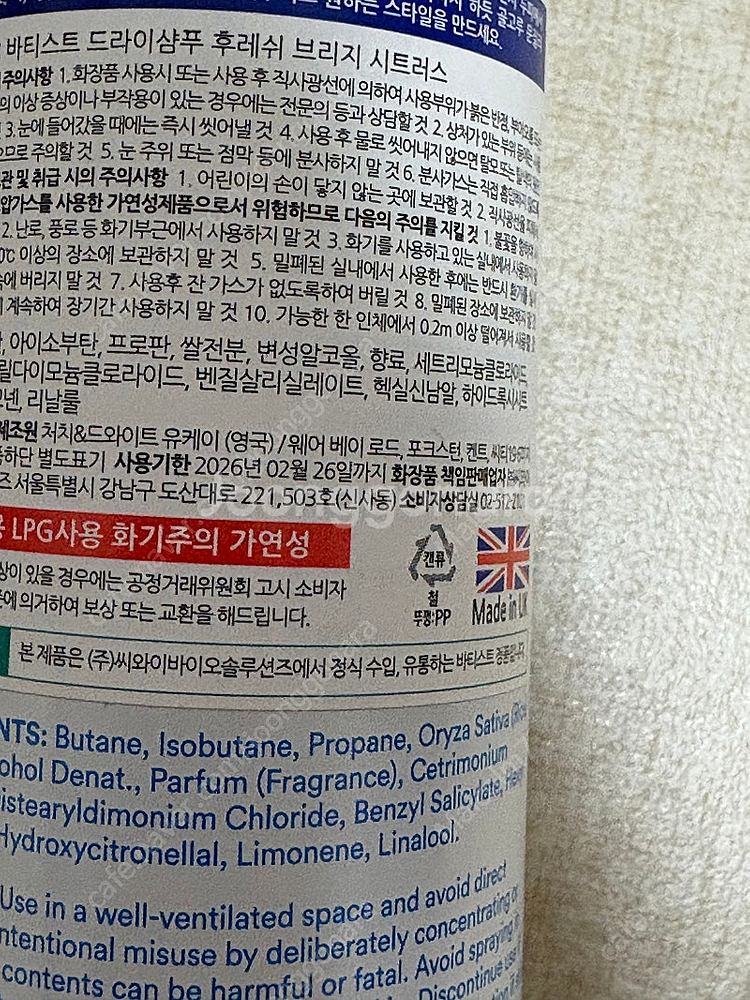 원하는 스타일을 만드세요.
바티스트 드라이샴푸 후레쉬 브리지 시트러스
주의사항 1. 화장품 사용시 또는 사용 후 직사광선에 의하여 사용부위가 붉은 반점,
의 이상 증상이나 부작용이 있는 경우에는 전문의 등과 상담할 것 2. 상처가 있는 부위
3. 눈에 들어갔을 때에는 즉시 씻어낼 것 4. 사용 후 물로 씻어내지 않으면 탈모 또는
으므로 주의할 것 5. 눈 주위 또는 점막 등에 분사하지 말 것 6. 분사가스는 직접
관 및 취급 시의 주의사항 1. 어린이의 손이 닿지 않는 곳에 보관할 것 2. 직사광선을
압가스를 사용한 가연성제품으로서 위험하므로 다음의 주의를 지킬 것 1. 불꽃을
2. 난로, 풍로 등 화기부근에서 사용하지 말 것 3. 화기를 사용하고 있는 실내에서
0℃ 이상의 장소에 보관하지 말 것 5. 밀폐된 실내에서 사용한 후에는 반드시
속에 버리지 말 것 7. 사용후 잔 가스가 없도록하여 버릴 것 8. 밀폐된 장소에
계속하여 장기간 사용하지 말 것 10. 가능한 한 인체에서 0.2m 이상 떨어져서
아이소부탄, 프로판, 쌀전분, 변성알코올, 향료, 세트리모늄클로라이드
릴다이모늄클로라이드, 벤질살리실레이트, 헥실신남알, 하이드록시시트
모넨, 리날룰
제조원 처치&드와이트 유케이 (영국) / 웨어 베이 로드, 포크스턴, 켄트,
하단 별도표기 사용기한 2026년 02월 26일까지 화장품 책임판매업자
즈 서울특별시 강남구 도산대로 221,503호(신사동) 소비자상담실 02-512-
용 LPG사용 화기주의 가연성
캔류
철
뚜껑:PP
Made in UK
상이 있을 경우에는 공정거래위원회 고시 소비자
에 의거하여 보상 또는 교환을 해드립니다.
본 제품은 (주)씨와이바이오솔루션즈에서 정식 수입, 유통하는 바티스트
NTS: Butane, Isobutane, Propane, Oryza Sativa
ohol Denat., Parfum (Fragrance), Cetrimonium
istearyldimonium Chloride, Benzyl Salicylate,
Hydroxycitronellal, Limonene, Linalool.
Use in a well-ventilated space and avoid direct
ntentional misuse by deliberately concentrating
contents can be harmful or fatal. Avoid spraying
Discontinue use